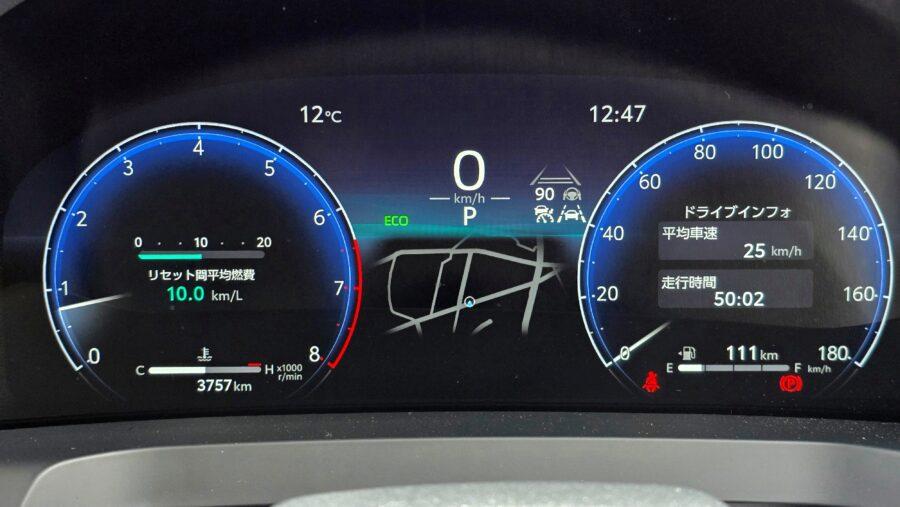 12℃
12:47
0
1
2
3
4
5
6
7
8
x1000
r/min
0 10 20
リセット間平均燃費
10.0 km/L
C H
3757km
0
km/h
P
ECO
90
0
20
40
60
80
100
120
140
160
180
km/h
ドライブインフォ
平均車速
25 km/h
走行時間
50:02
111km
E F
P